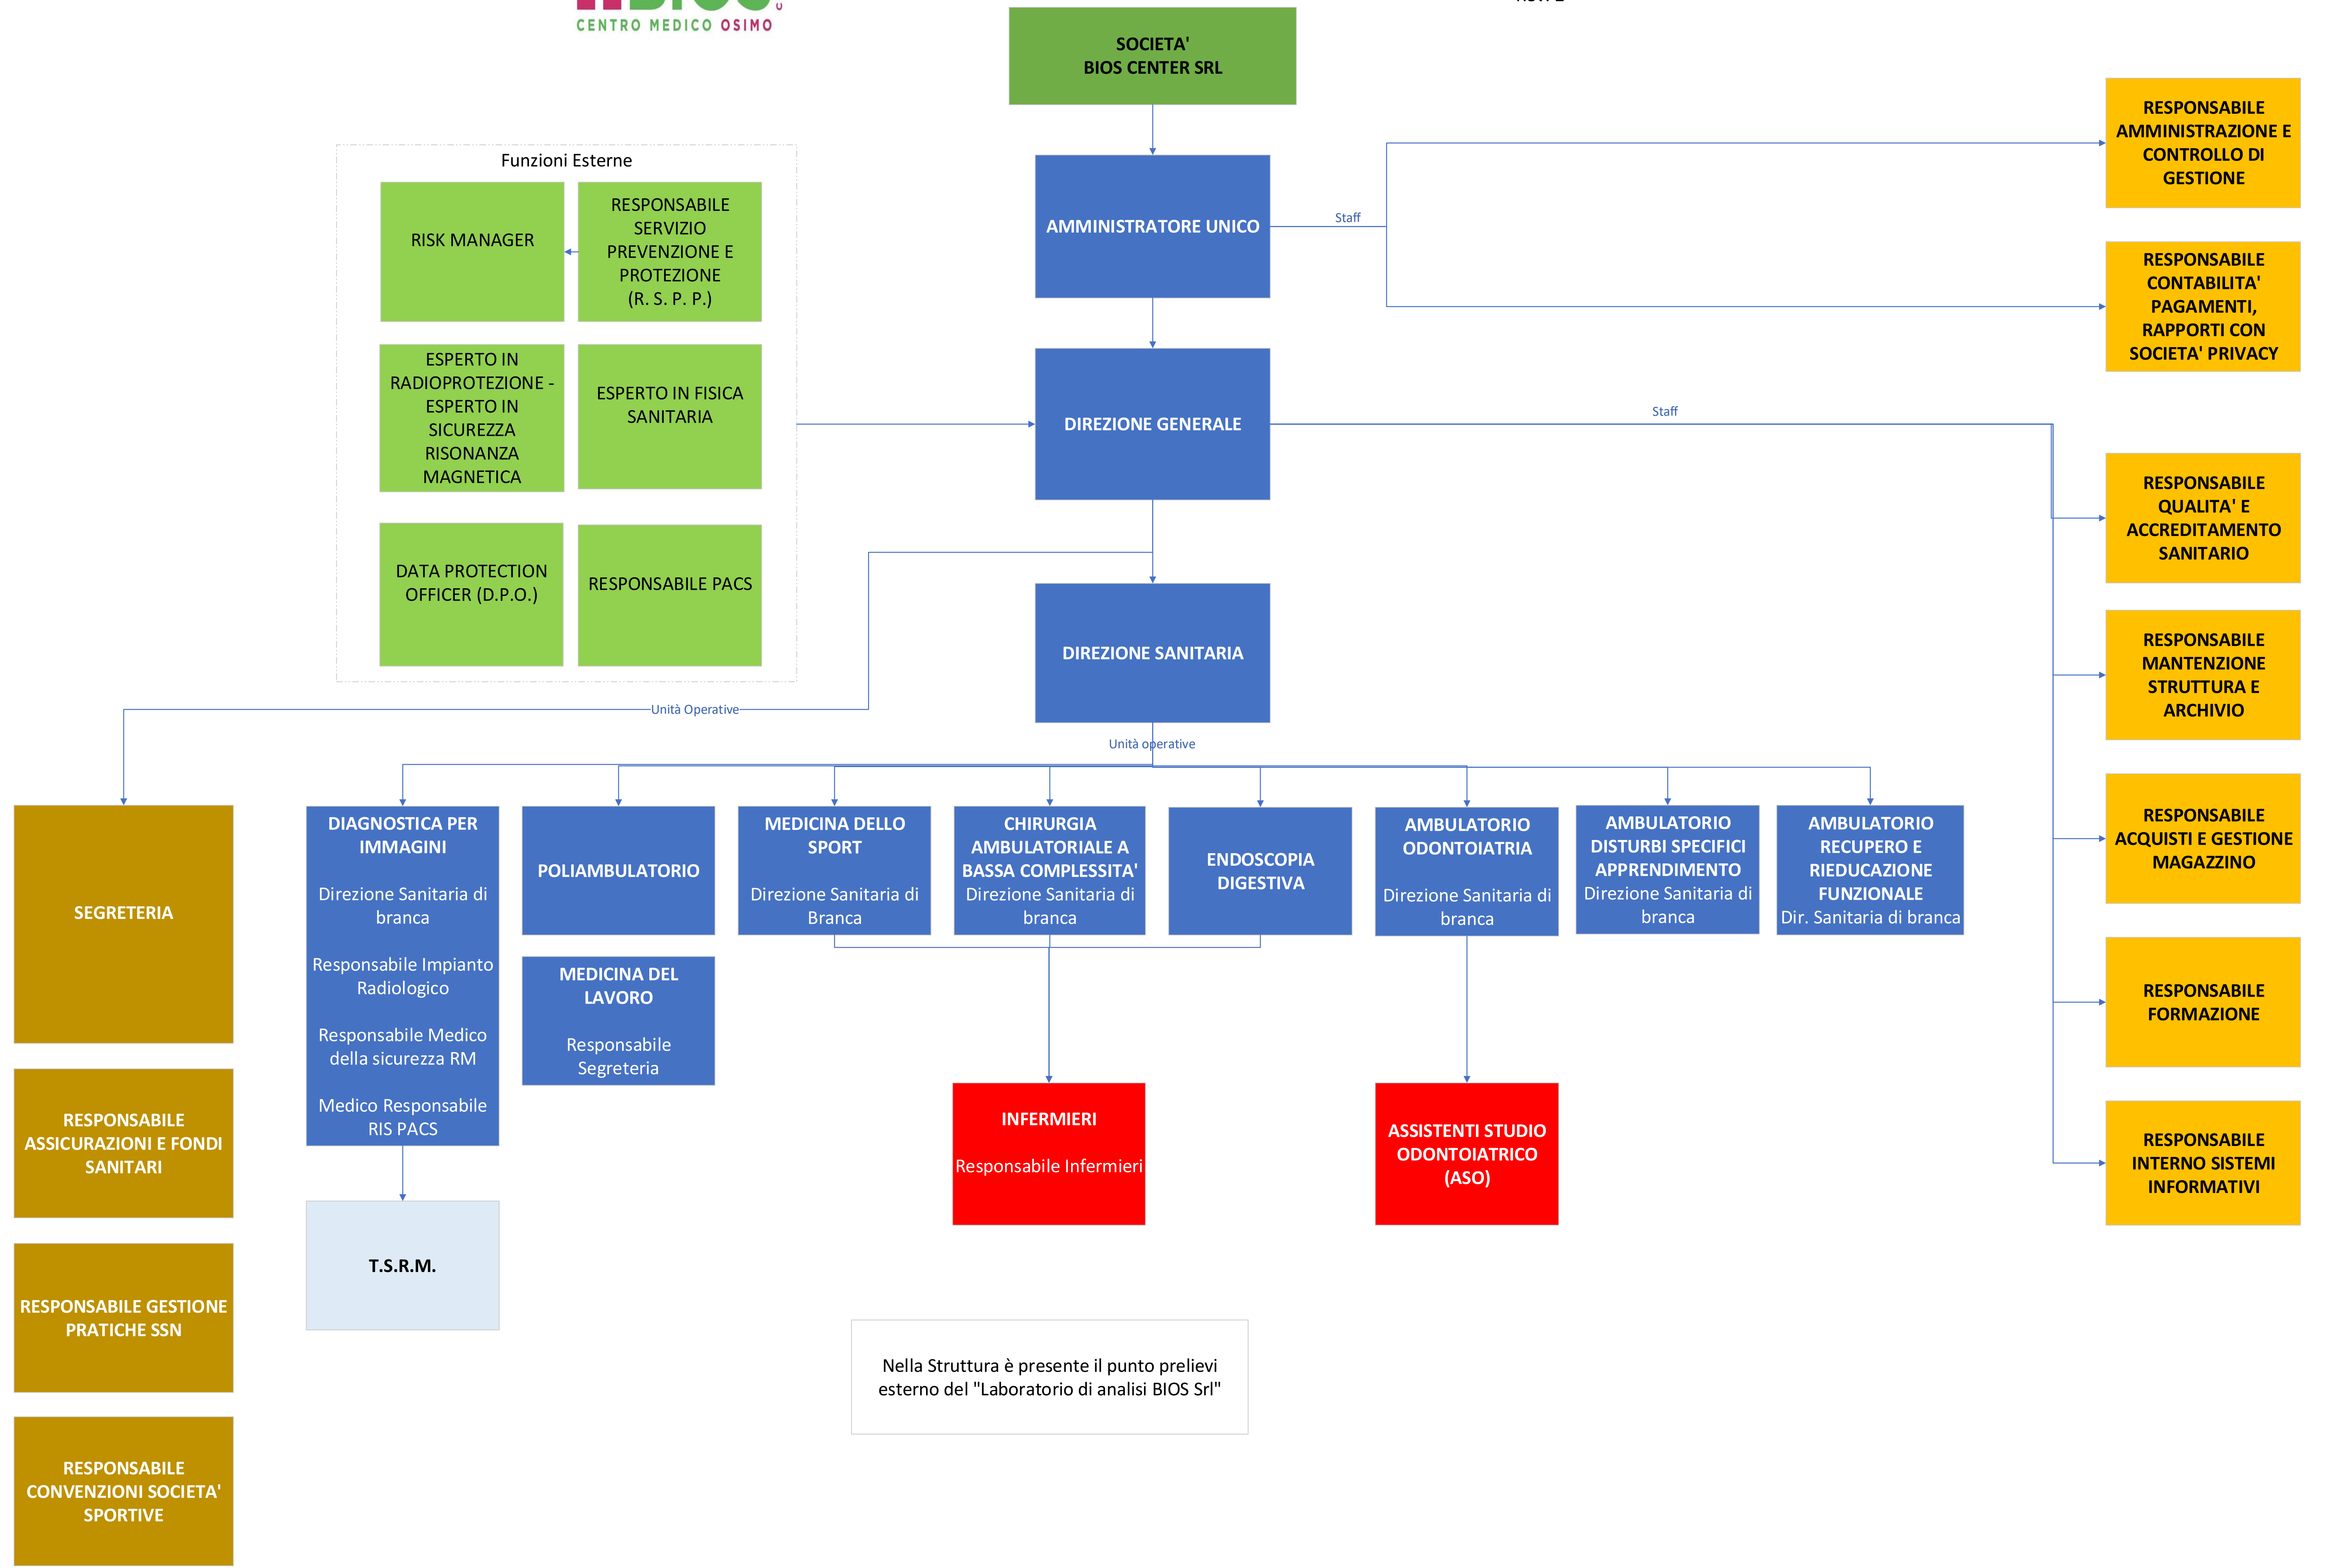 CENTRO MEDICO OSIMO
SOCIETA'
BIOS CENTER SRL
RESPONSABILE
AMMINISTRAZIONE E
CONTROLLO DI
GESTIONE
Funzioni Esterne
RISK MANAGER
RESPONSABILE
SERVIZIO
PREVENZIONE E
PROTEZIONE
(R. S. P. P.)
AMMINISTRATORE UNICO
Staff
RESPONSABILE
CONTABILITA'
PAGAMENTI,
RAPPORTI CON
SOCIETA' PRIVACY
ESPERTO IN
RADIOPROTEZIONE -
ESPERTO IN
SICUREZZA
RISONANZA
MAGNETICA
ESPERTO IN FISICA
SANITARIA
DIREZIONE GENERALE
Staff
RESPONSABILE
QUALITA' E
ACCREDITAMENTO
SANITARIO
DATA PROTECTION
OFFICER (D.P.O.)
RESPONSABILE PACS
DIREZIONE SANITARIA
RESPONSABILE
MANTENZIONE
STRUTTURA E
ARCHIVIO
Unità Operative
Unità operative
SEGRETERIA
DIAGNOSTICA PER
IMMAGINI
Direzione Sanitaria di
branca
Responsabile Impianto
Radiologico
Responsabile Medico
della sicurezza RM
Medico Responsabile
RIS PACS
POLIAMBULATORIO
MEDICINA DELLO
SPORT
Direzione Sanitaria di
Branca
CHIRURGIA
AMBULATORIALE A
BASSA COMPLESSITA'
Direzione Sanitaria di
branca
ENDOSCOPIA
DIGESTIVA
AMBULATORIO
ODONTOIATRIA
Direzione Sanitaria di
branca
AMBULATORIO
DISTURBI SPECIFICI
APPRENDIMENTO
Direzione Sanitaria di
branca
AMBULATORIO
RECUPERO E
RIEDUCAZIONE
FUNZIONALE
Dir. Sanitaria di branca
RESPONSABILE
ACQUISTI E GESTIONE
MAGAZZINO
MEDICINA DEL
LAVORO
Responsabile
Segreteria
RESPONSABILE
FORMAZIONE
RESPONSABILE
ASSICURAZIONI E FONDI
SANITARI
INFERMIERI
Responsabile Infermieri
ASSISTENTI STUDIO
ODONTOIATRICO
(ASO)
RESPONSABILE
INTERNO SISTEMI
INFORMATIVI
T.S.R.M.
RESPONSABILE GESTIONE
PRATICHE SSN
Nella Struttura è presente il punto prelievi
esterno del "Laboratorio di analisi BIOS Srl"
RESPONSABILE
CONVENZIONI SOCIETA'
SPORTIVE